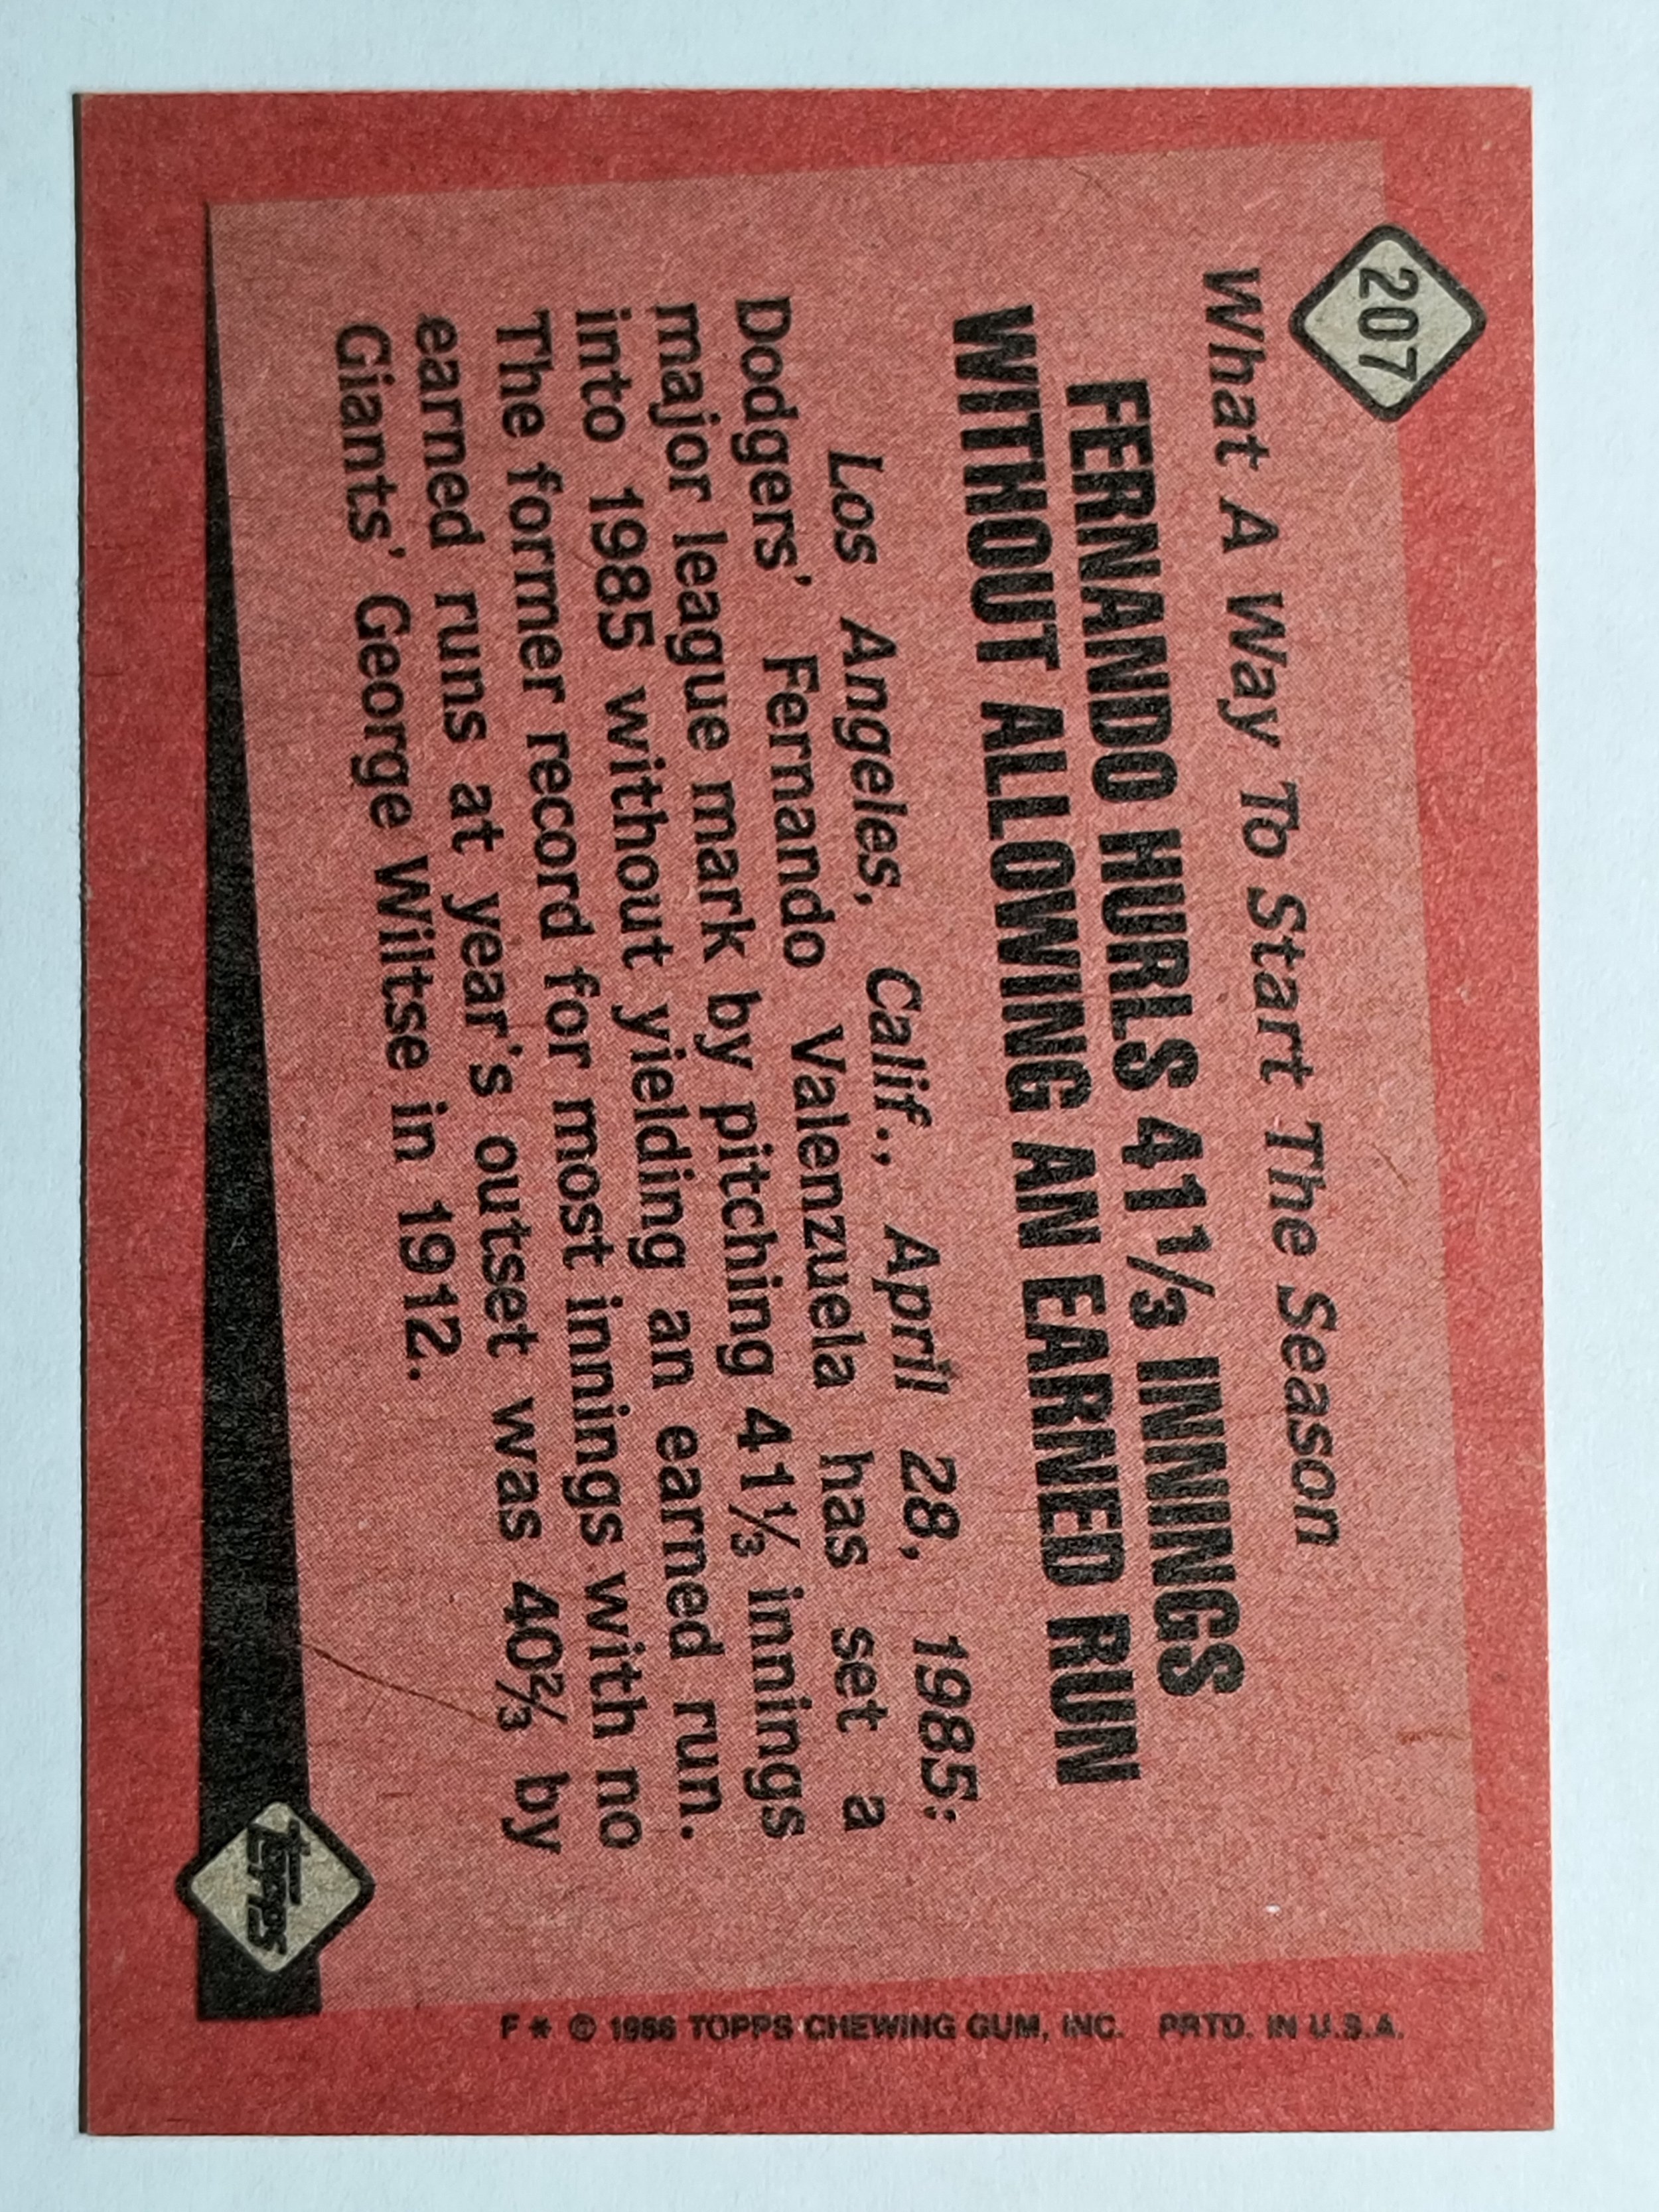 207
What A Way To Start The Season
FERNANDO HURLS 41 1/3 INNINGS
WITHOUT ALLOWING AN EARNED RUN
Los Angeles, Calif., April 28, 1985:
Dodgers' Fernando Valenzuela has set a
major league mark by pitching 41⅓ innings
into 1985 without yielding an earned run.
The former record for most innings with no
earned runs at year's outset was 40⅔ by
Giants' George Wiltse in 1912.
Topps
F * © 1986 TOPPS CHEWING GUM, INC. PRTD. IN U.S.A.